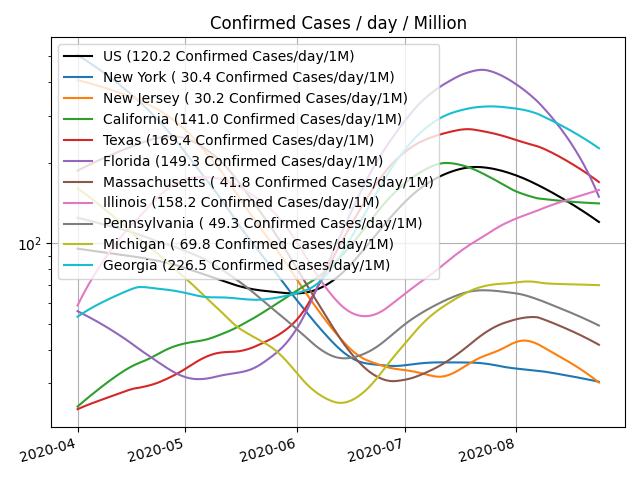 Confirmed Cases / day / Million
US (120.2 Confirmed Cases/day/1M)
New York ( 30.4 Confirmed Cases/day/1M)
New Jersey ( 30.2 Confirmed Cases/day/1M)
California (141.0 Confirmed Cases/day/1M)
Texas (169.4 Confirmed Cases/day/1M)
Florida (149.3 Confirmed Cases/day/1M)
Massachusetts ( 41.8 Confirmed Cases/day/1M)
Illinois (158.2 Confirmed Cases/day/1M)
Pennsylvania ( 49.3 Confirmed Cases/day/1M)
Michigan ( 69.8 Confirmed Cases/day/1M)
Georgia (226.5 Confirmed Cases/day/1M)
10²
2020-04 2020-05 2020-06 2020-07 2020-08